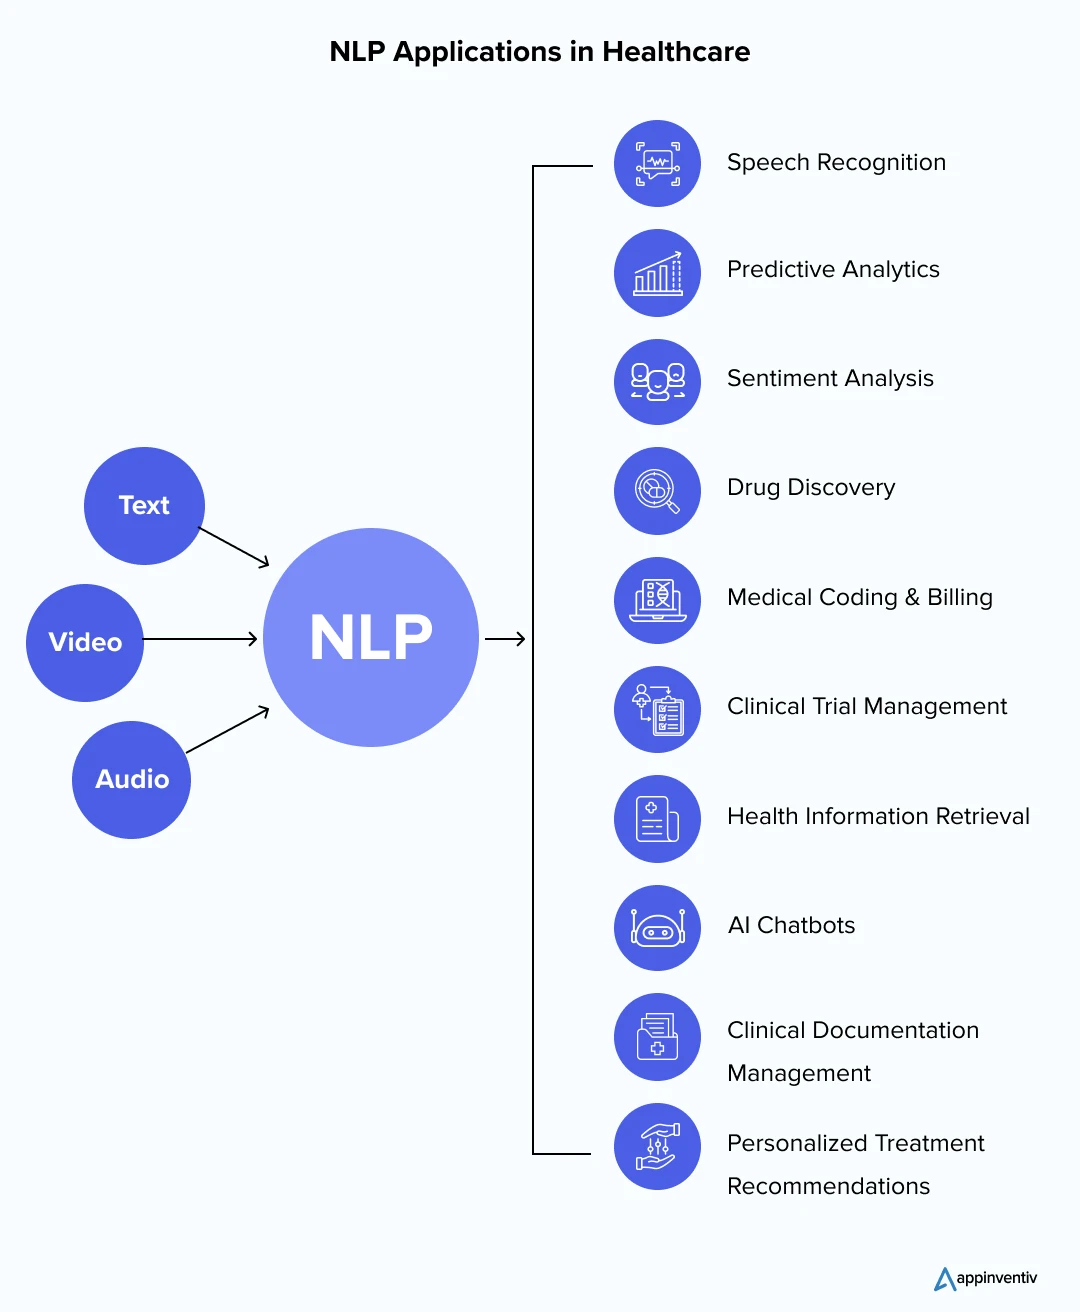 NLP Applications in Healthcare
Speech Recognition
Predictive Analytics
Sentiment Analysis
Drug Discovery
Medical Coding & Billing
Clinical Trial Management
Health Information Retrieval
AI Chatbots
Clinical Documentation
Management
Personalized Treatment
Recommendations
Text
Video
Audio
NLP
appinventiv